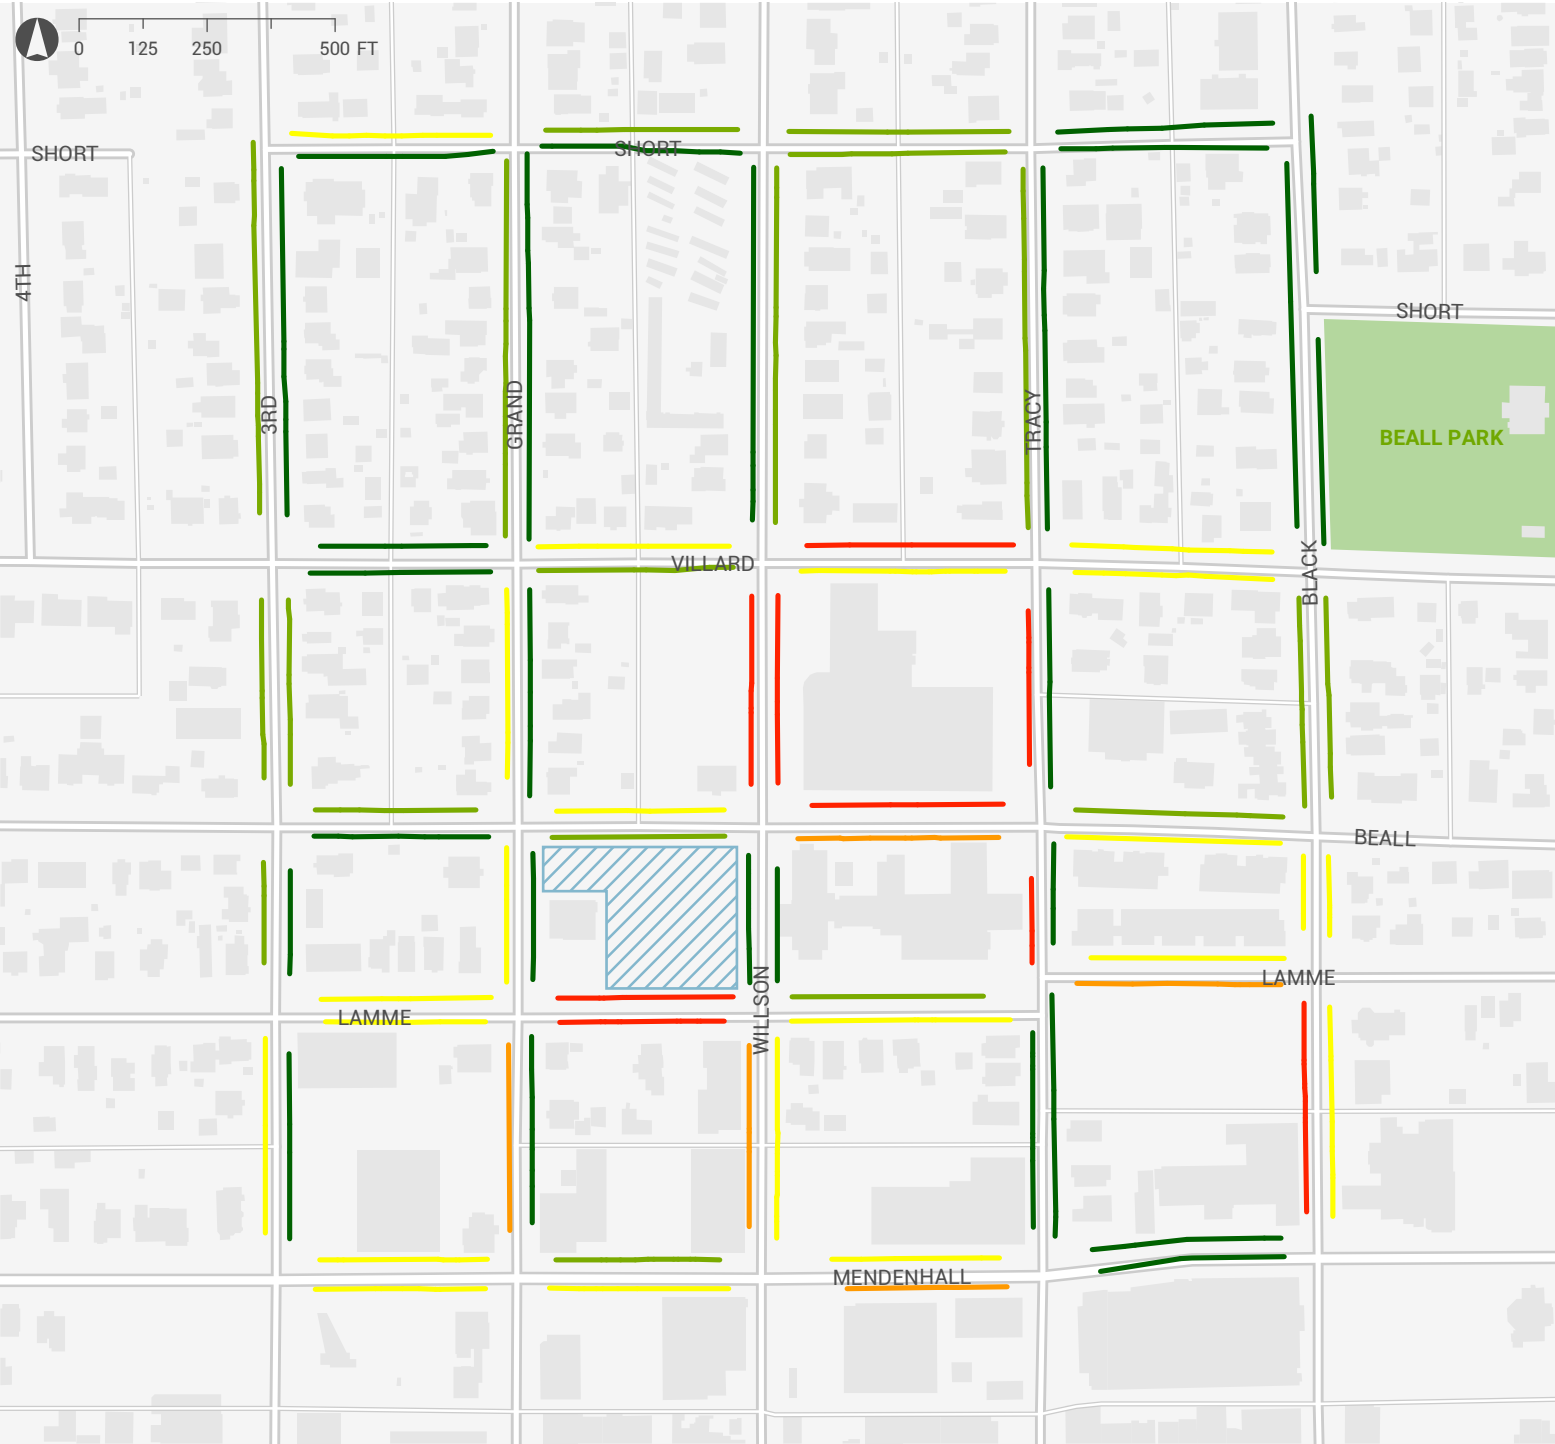 0 125 250 500 FT
SHORT
SHORT
4TH
SHORT
3RD
GRAND
TRACY
BEALL PARK
VILLARD
BLACK
BEALL
LAMME
WILLSON
LAMME
MENDENHALL